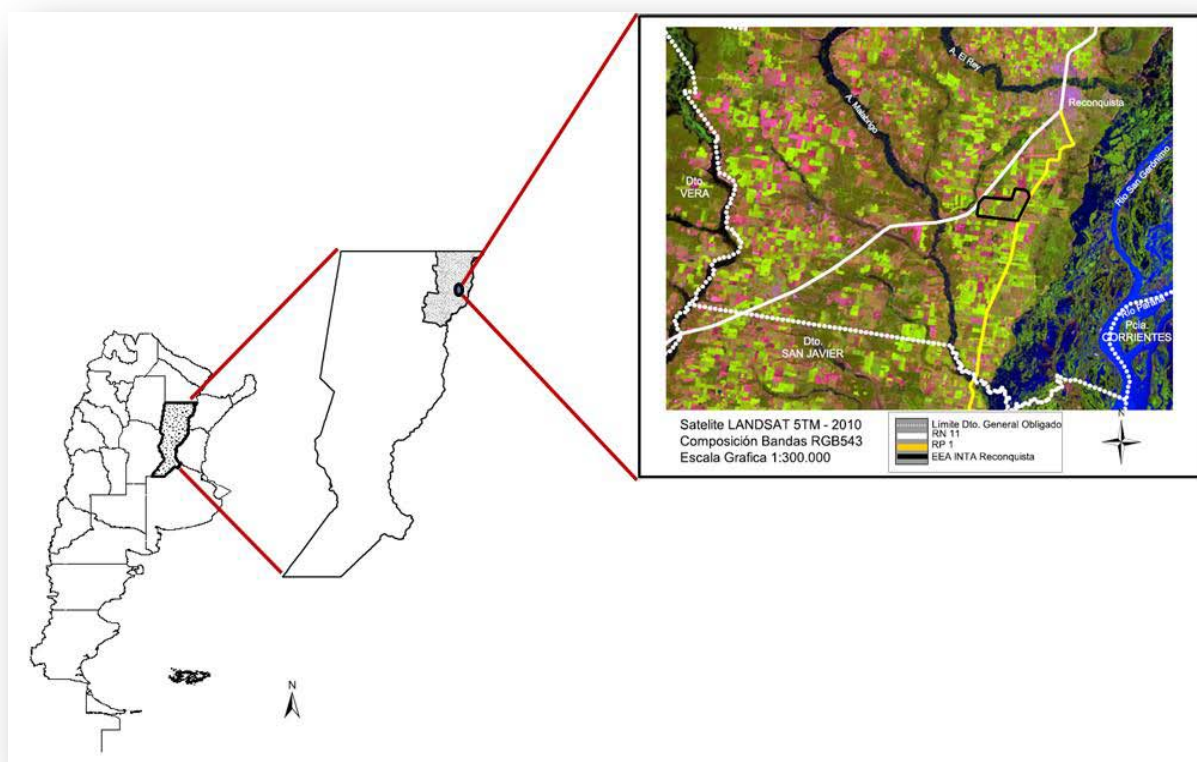 A. El Rey
A. Malabrigo
Reconquista
Río San Gerónimo
Dto.
VERA
Río Paraná
Pcia.
CORRIENTES
Dto.
SAN JAVIER
Satelite LANDSAT 5TM - 2010
Composición Bandas RGB543
Escala Grafica 1:300.000
Límite Dto. General Obligado
RN 11
RP 1
EEA INTA Reconquista
N